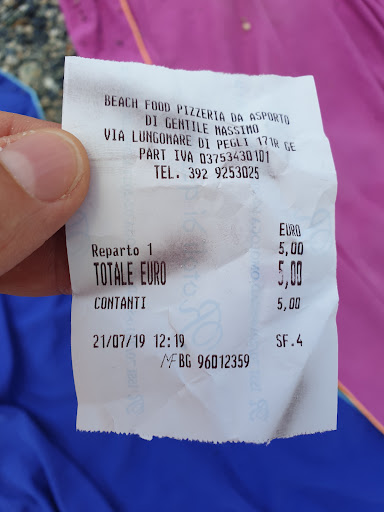 BEACH FOOD PIZZERIA DA ASPORTO
DI GENTILE MASSIMO
VIA LUNGOMARE DI PEGLI 171R GE
PART IVA 03753430101
TEL. 392 9253025
EURO
Reparto 1 5,00
TOTALE EURO 5,00
CONTANTI 5,00
21/07/19 12:19 SF.4
MF BG 96012359